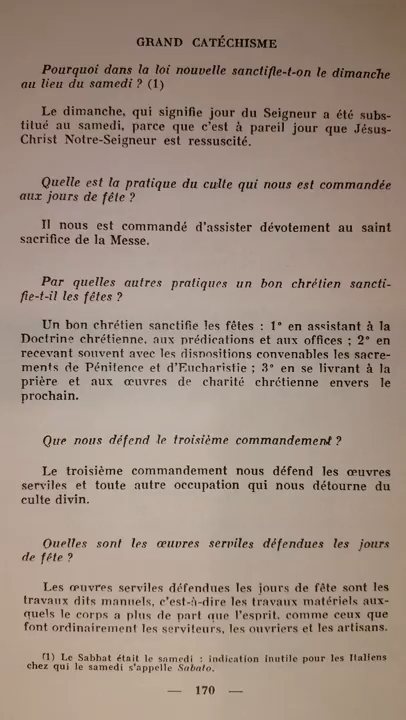 GRAND CATÉCHISME
Pourquoi dans la loi nouvelle sanctifie-t-on le dimanche
au lieu du samedi ? (1)
Le dimanche, qui signifie jour du Seigneur a été subs-
titué au samedi, parce que c'est à pareil jour que Jésus-
Christ Notre-Seigneur est ressuscité.
Quelle est la pratique du culte qui nous est commandée
aux jours de fête ?
Il nous est commandé d'assister dévotement au saint
sacrifice de la Messe.
Par quelles autres pratiques un bon chrétien sancti-
fie-t-il les fêtes ?
Un bon chrétien sanctifie les fêtes : 1° en assistant à la
Doctrine chrétienne, aux prédications et aux offices ; 2° en
recevant souvent avec les dispositions convenables les sacre-
ments de Pénitence et d'Eucharistie ; 3° en se livrant à la
prière et aux œuvres de charité chrétienne envers le
prochain.
Que nous défend le troisième commandement ?
Le troisième commandement nous défend les œuvres
serviles et toute autre occupation qui nous détourne du
culte divin.
Quelles sont les œuvres serviles défendues les jours
de fête ?
Les œuvres serviles défendues les jours de fête sont les
travaux dits manuels, c'est-à-dire les travaux matériels aux-
quels le corps a plus de part que l'esprit, comme ceux que
font ordinairement les serviteurs, les ouvriers et les artisans.
(1) Le Sabbat était le samedi : indication inutile pour les Italiens
chez qui le samedi s'appelle Sabato.
— 170 —